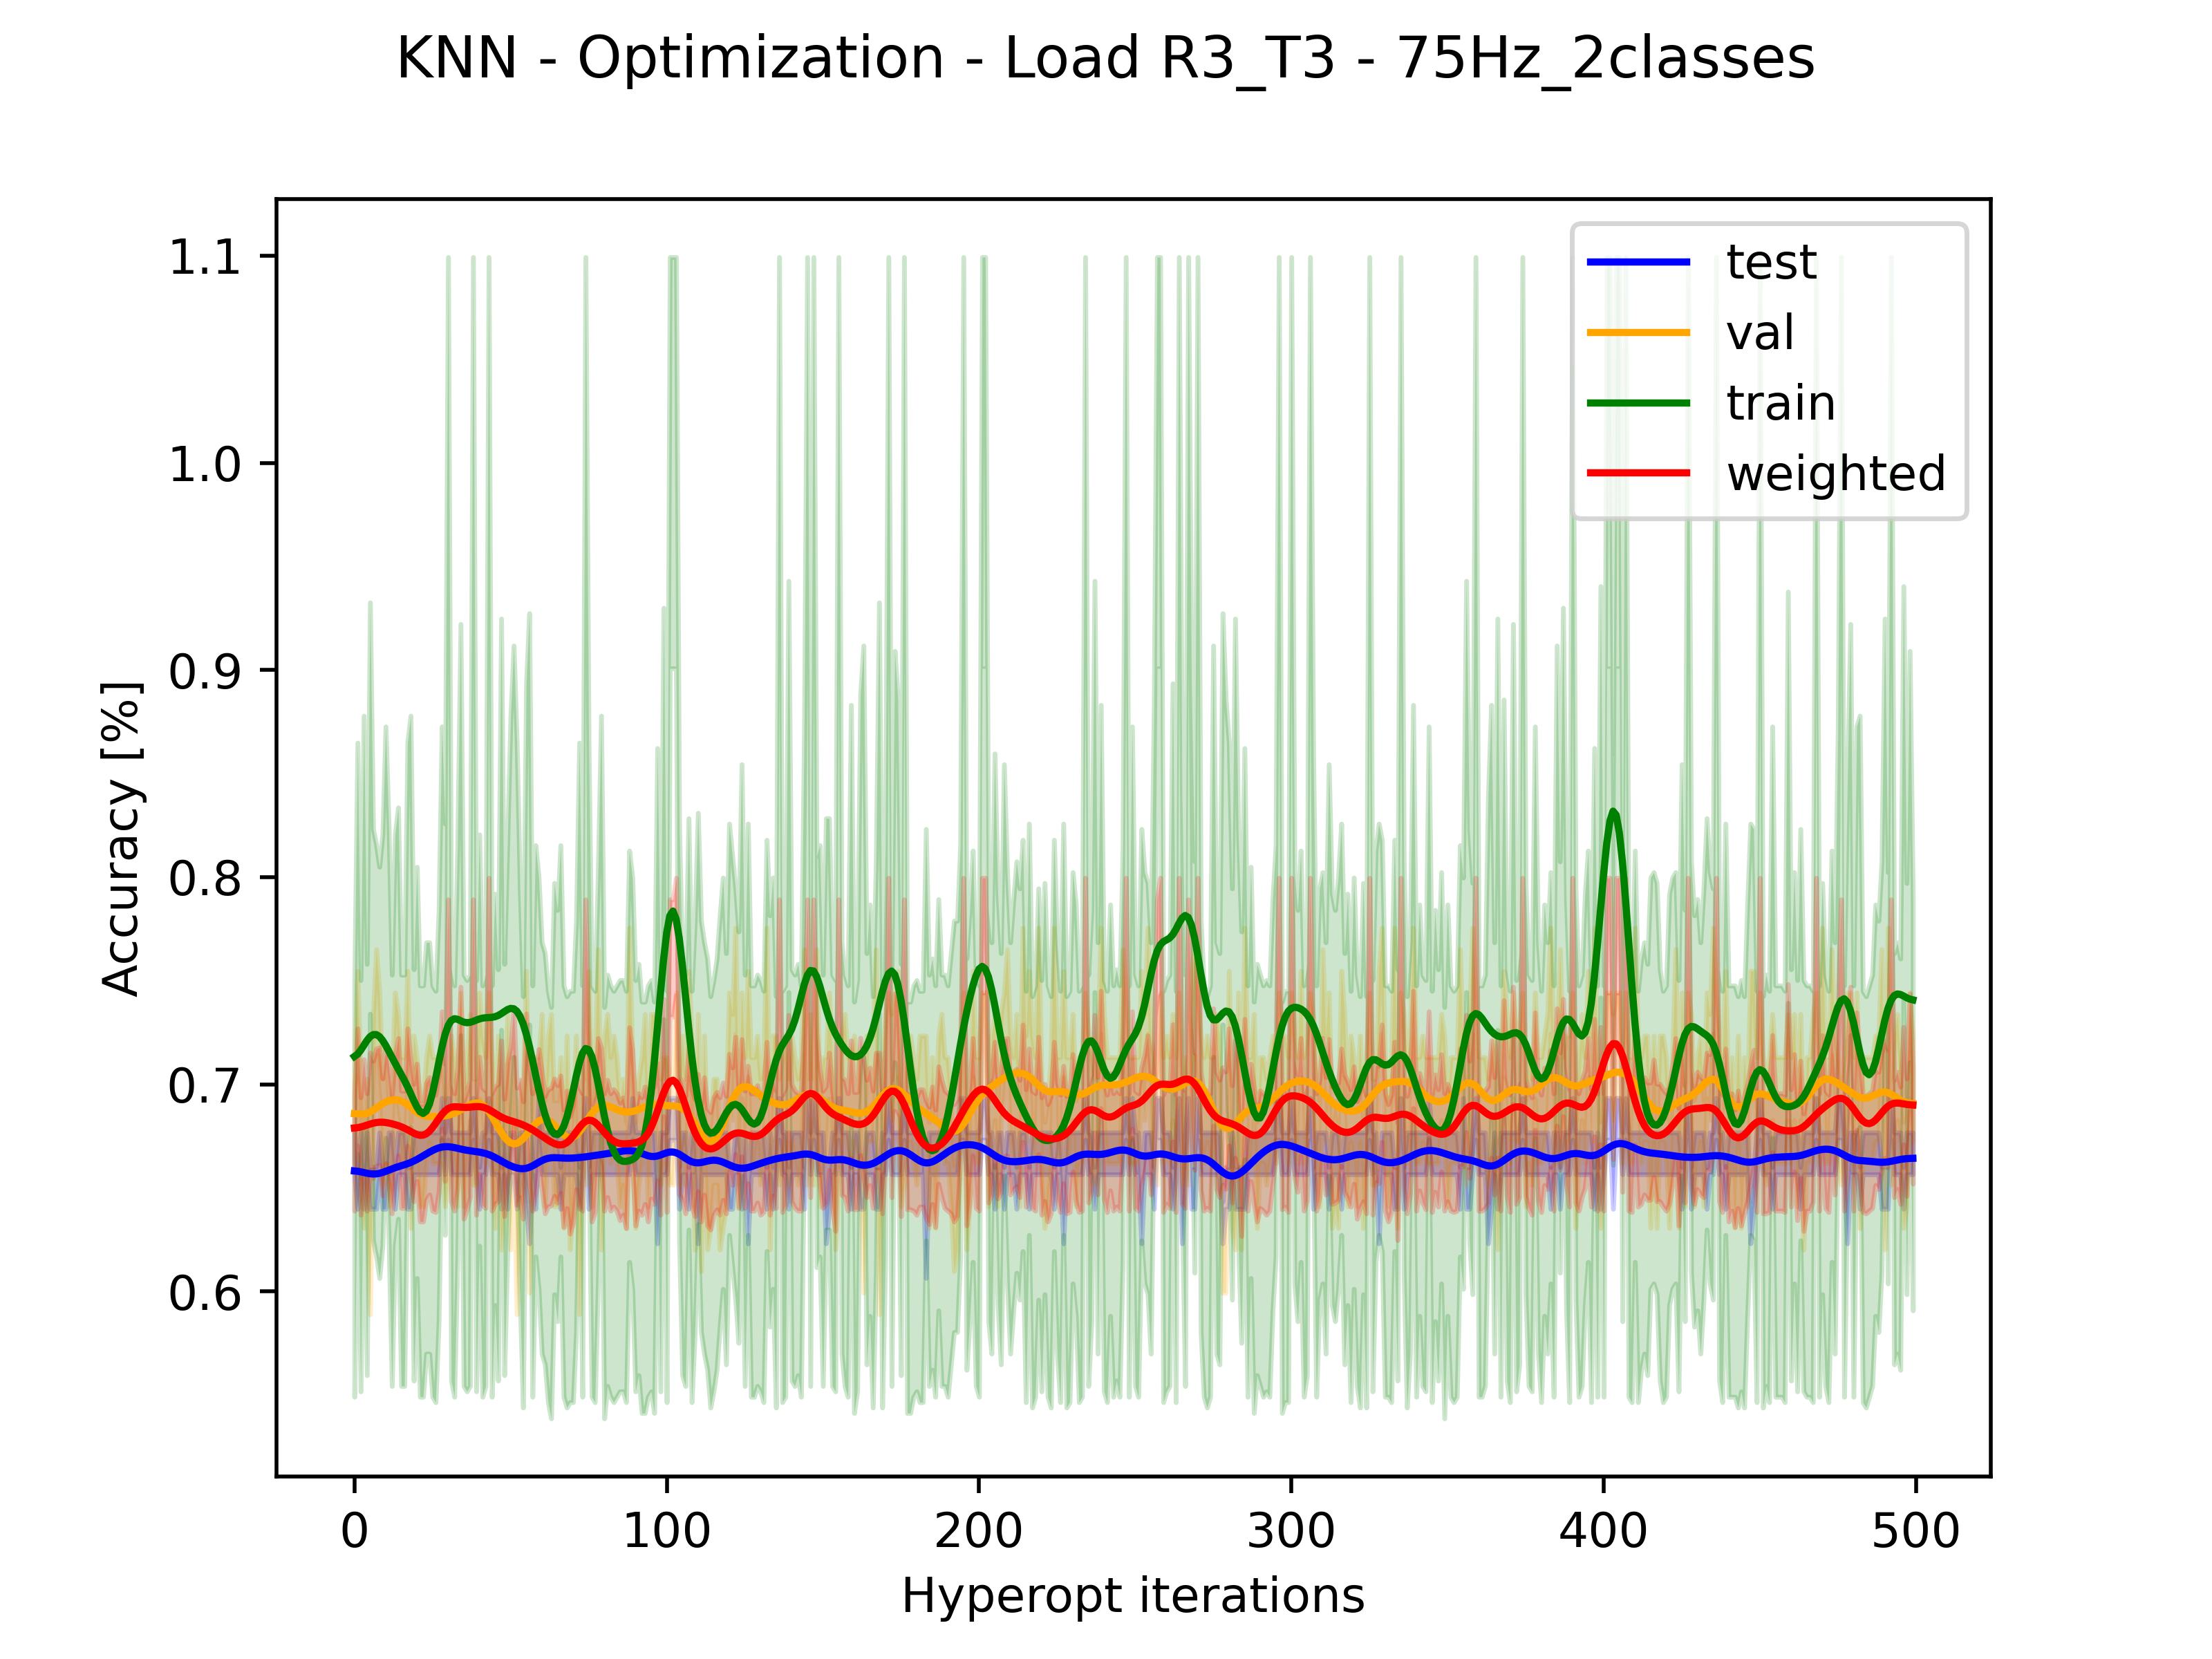 KNN - Optimization - Load R3_T3 - 75Hz_2classes
1.1
1.0
0.9
0.8
0.7
0.6
Accuracy [%]
test
val
train
weighted
0 100 200 300 400 500
Hyperopt iterations